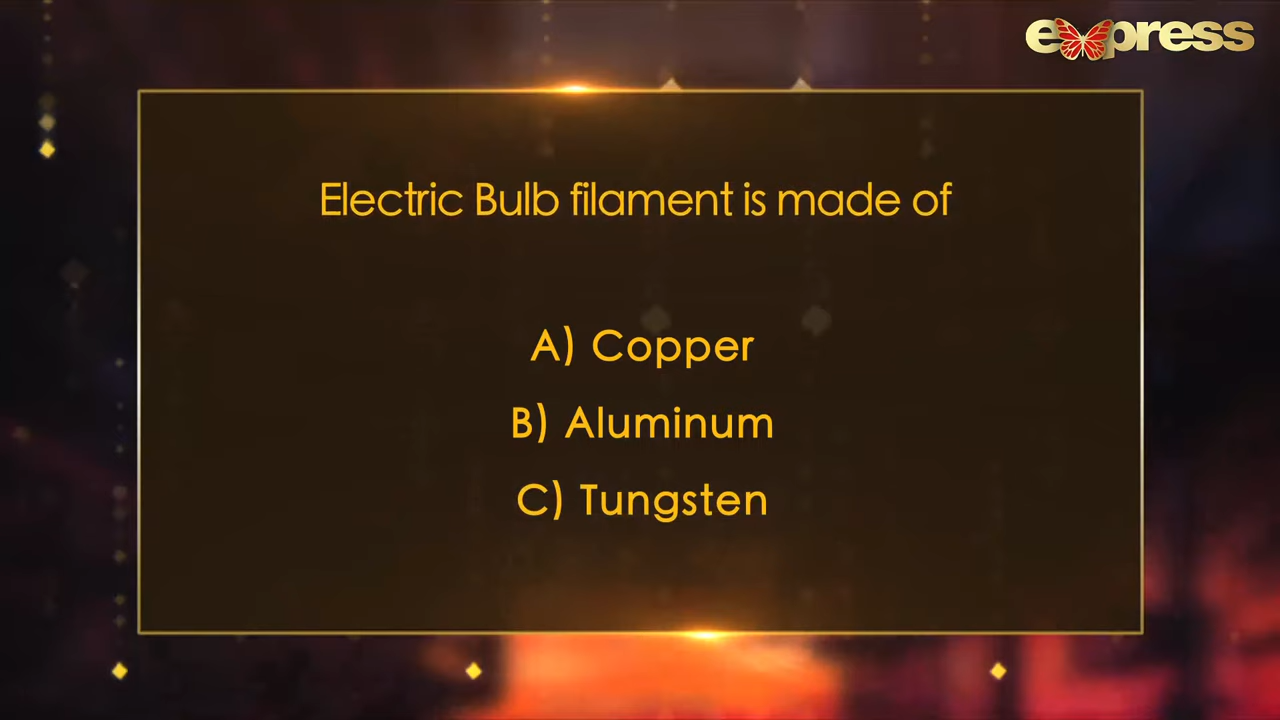 express
Electric Bulb filament is made of
A) Copper
B) Aluminum
C) Tungsten